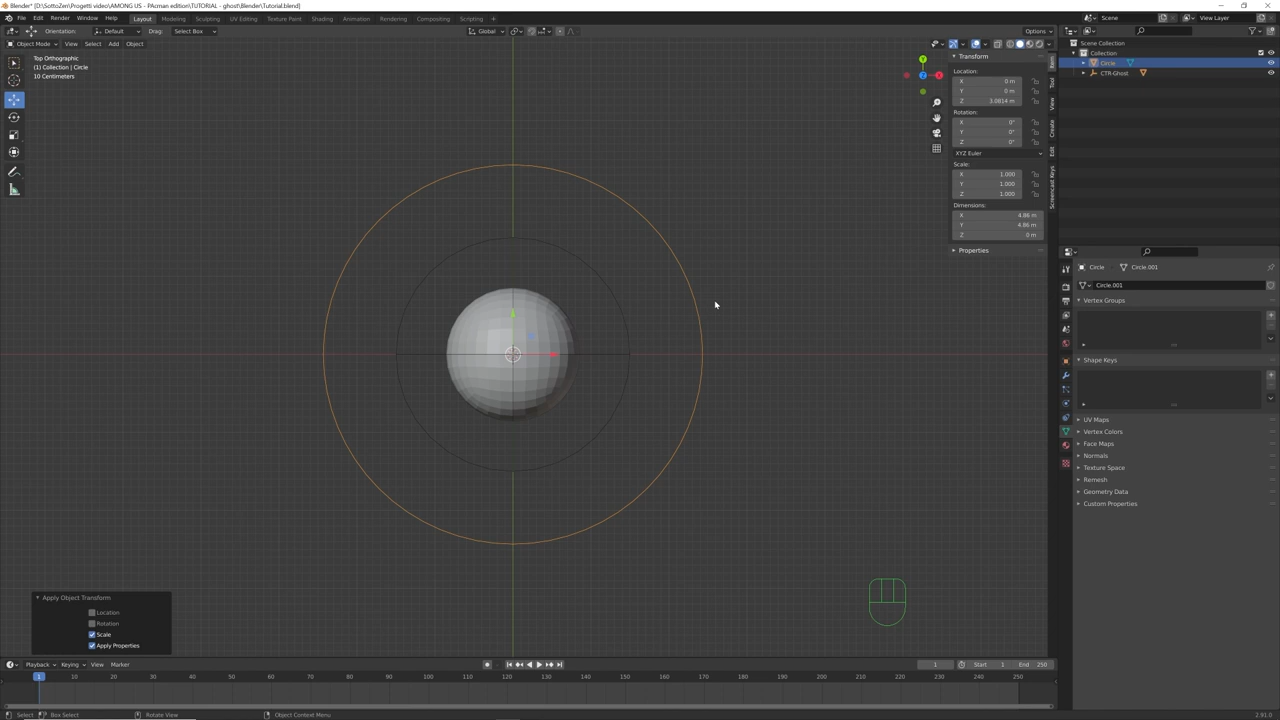 Blender* [D:\SottoZen\Progetti video\AMONG US - PAcman edition\TUTORIAL - ghost\Blender\Tutorial.blend]
File Edit Render Window Help Layout Modeling Sculpting UV Editing Texture Paint Shading Animation Rendering Compositing Scripting Scene View Layer
Orientation: Default Drag: Select Box Global Options
Object Mode View Select Add Object
Top Orthographic
(1) Collection | Circle
10 Centimeters
Y
Z
X
Transform
Location:
X 0 m
Y 0 m
Z 3.0814 m
Rotation:
X 0°
Y 0°
Z 0°
XYZ Euler
Scale:
X 1.000
Y 1.000
Z 1.000
Dimensions:
X 4.86 m
Y 4.86 m
Z 0 m
Properties
Item
Tool
View
Create
Edit
Screencast Keys
Scene Collection
Collection
Circle
CTR-Ghost
Circle Circle.001
Circle.001
Vertex Groups
Shape Keys
UV Maps
Vertex Colors
Face Maps
Normals
Texture Space
Remesh
Geometry Data
Custom Properties
Apply Object Transform
Location
Rotation
Scale
Apply Properties
Playback Keying View Marker 1 Start 1 End 250
1 10 20 30 40 50 60 70 80 90 100 110 120 130 140 150 160 170 180 190 200 210 220 230 240 250
Select Box Select Rotate View Object Context Menu 2.91.0